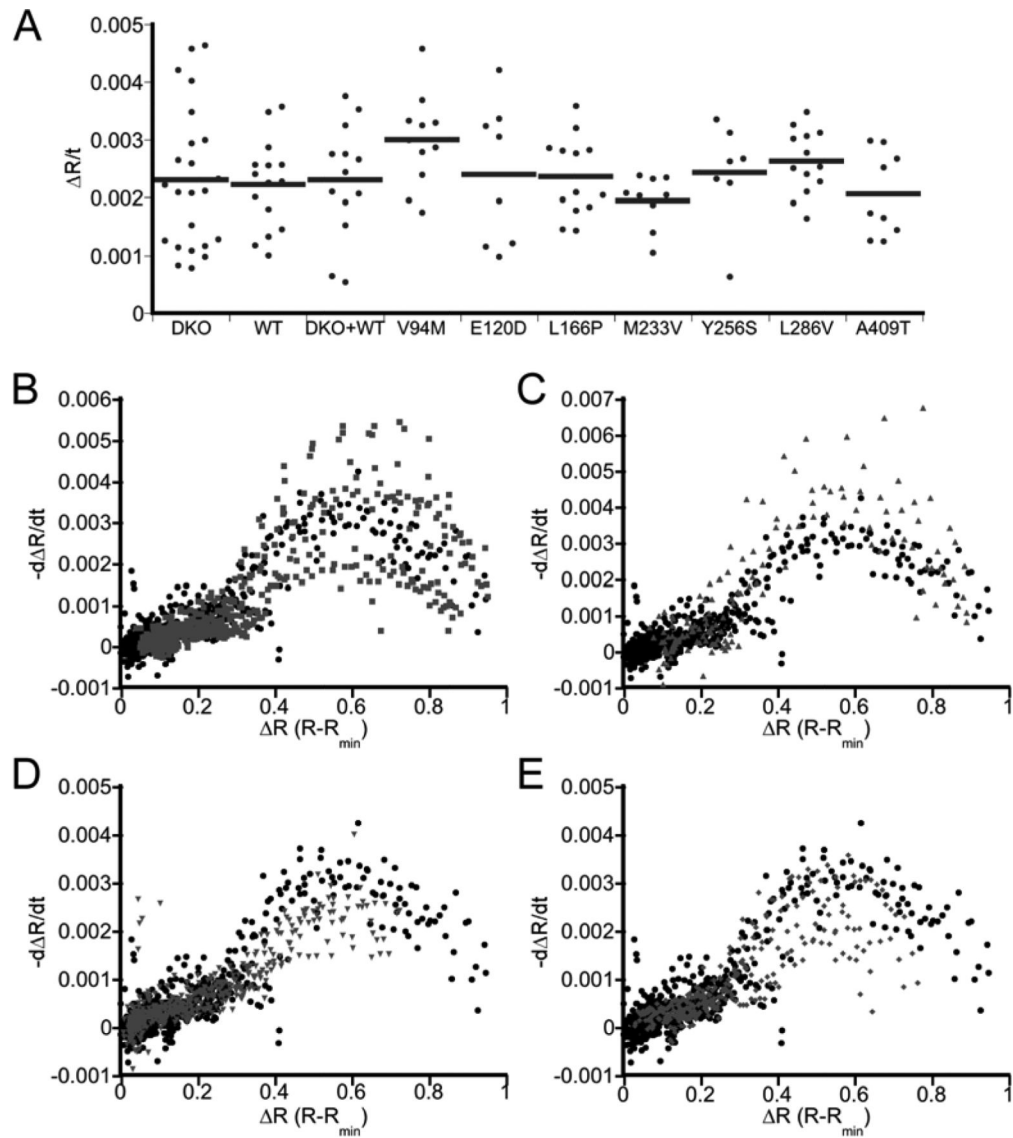 A
0.005
0.004
0.003
0.002
0.001
0
ΔR/t
DKO WT DKO+WT V94M E120D L166P M233V Y256S L286V A409T
B
0.006
0.005
0.004
0.003
0.002
0.001
0
-0.001
-dΔR/dt
0 0.2 0.4 0.6 0.8 1
ΔR (R-Rmin)
C
0.007
0.006
0.005
0.004
0.003
0.002
0.001
0
-0.001
-dΔR/dt
0 0.2 0.4 0.6 0.8 1
ΔR (R-Rmin)
D
0.005
0.004
0.003
0.002
0.001
0
-0.001
-dΔR/dt
0 0.2 0.4 0.6 0.8 1
ΔR (R-Rmin)
E
0.005
0.004
0.003
0.002
0.001
0
-0.001
-dΔR/dt
0 0.2 0.4 0.6 0.8 1
ΔR (R-Rmin)